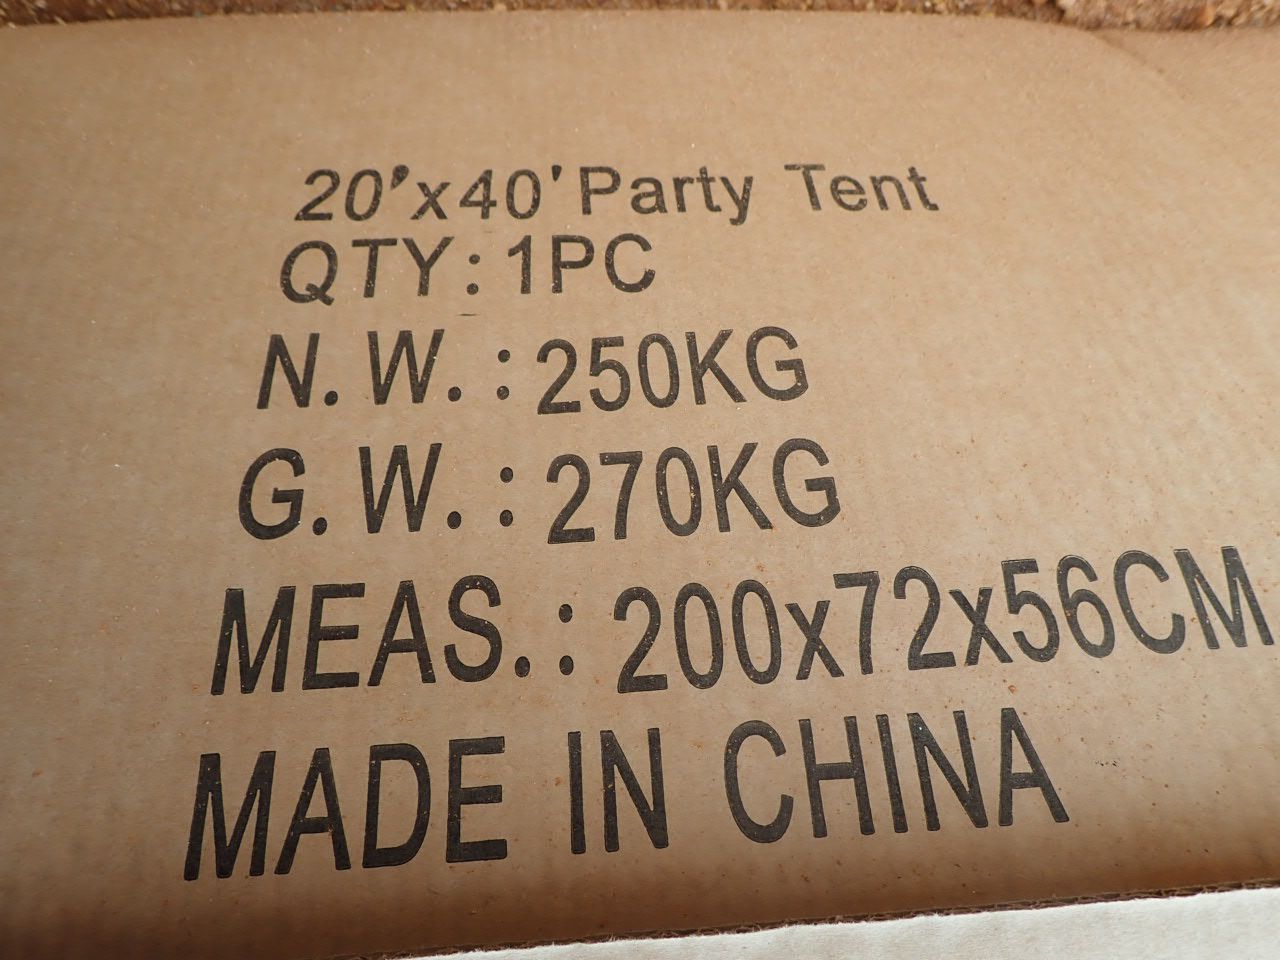 20'x40' Party Tent
QTY: 1PC
N.W.: 250KG
G.W.: 270KG
MEAS.: 200x72x56CM
MADE IN CHINA